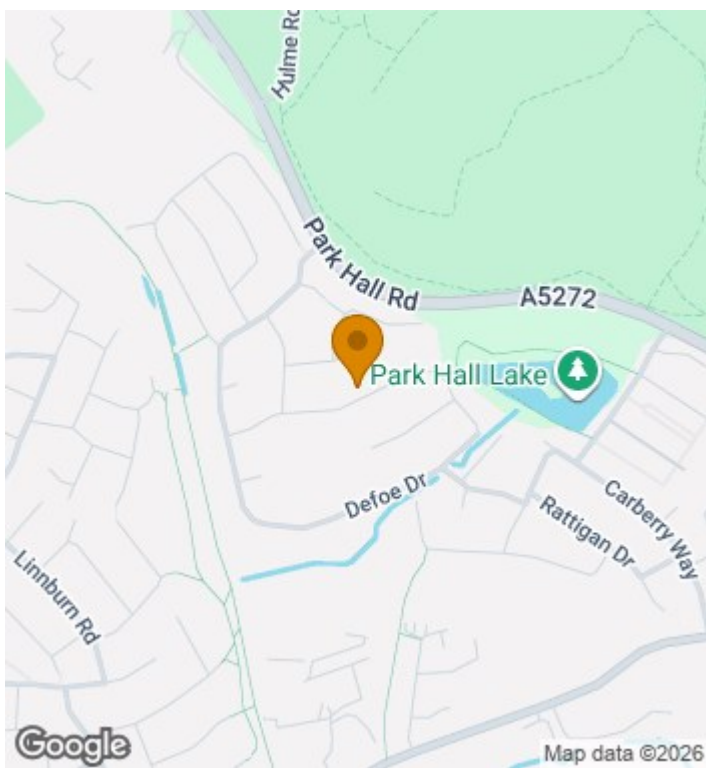 Hulme Rd
Park Hall Rd
A5272
Park Hall Lake
Defoe Dr
Carberry Way
Rattigan Dr
Linnburn Rd
Google
Map data ©2026